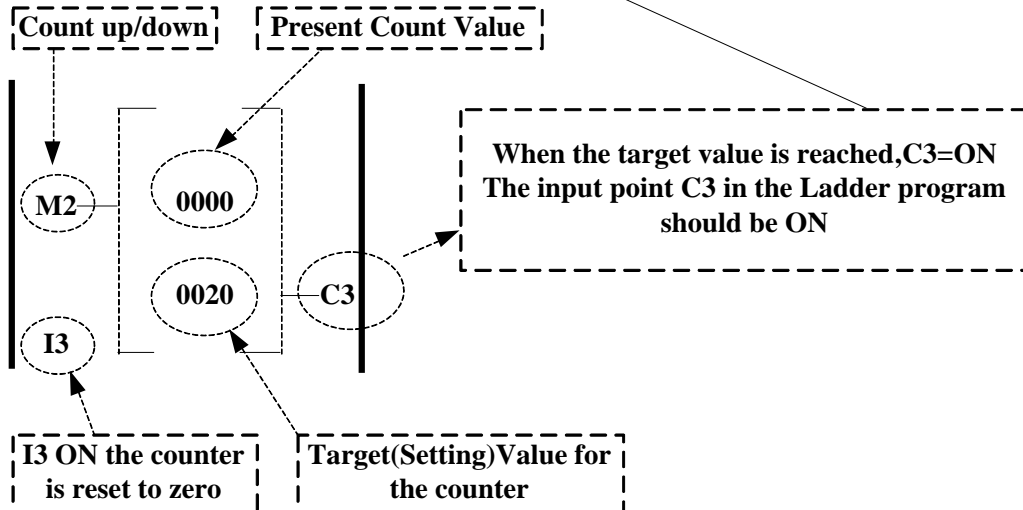 Count up/down
Present Count Value
When the target value is reached,C3=ON
The input point C3 in the Ladder program
should be ON
M2
0000
0020
C3
I3
I3 ON the counter
is reset to zero
Target(Setting)Value for
the counter